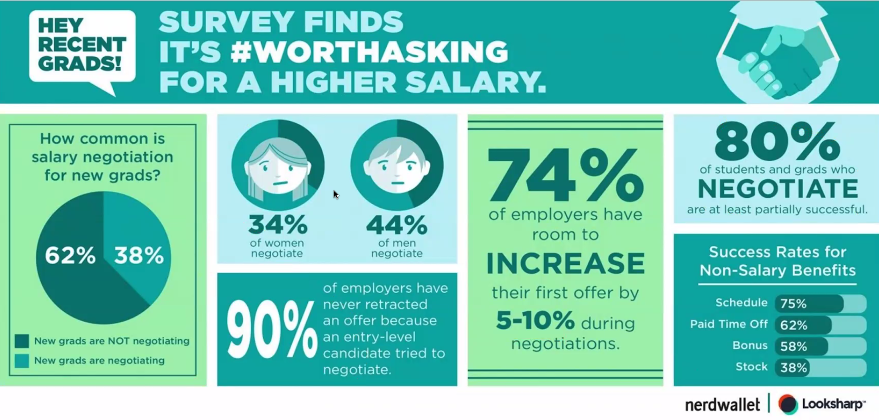 HEY
RECENT
GRADS!
SURVEY FINDS
IT'S #WORTHASKING
FOR A HIGHER SALARY.
How common is
salary negotiation
for new grads?
62% 38%
New grads are NOT negotiating
New grads are negotiating
34%
of women
negotiate
44%
of men
negotiate
90%
of employers have
never retracted
an offer because
an entry-level
candidate tried to
negotiate.
74%
of employers have
room to
INCREASE
their first offer by
5-10% during
negotiations.
80%
of students and grads who
NEGOTIATE
are at least partially successful.
Success Rates for
Non-Salary Benefits
Schedule 75%
Paid Time Off 62%
Bonus 58%
Stock 38%
nerdwallet Looksharp™